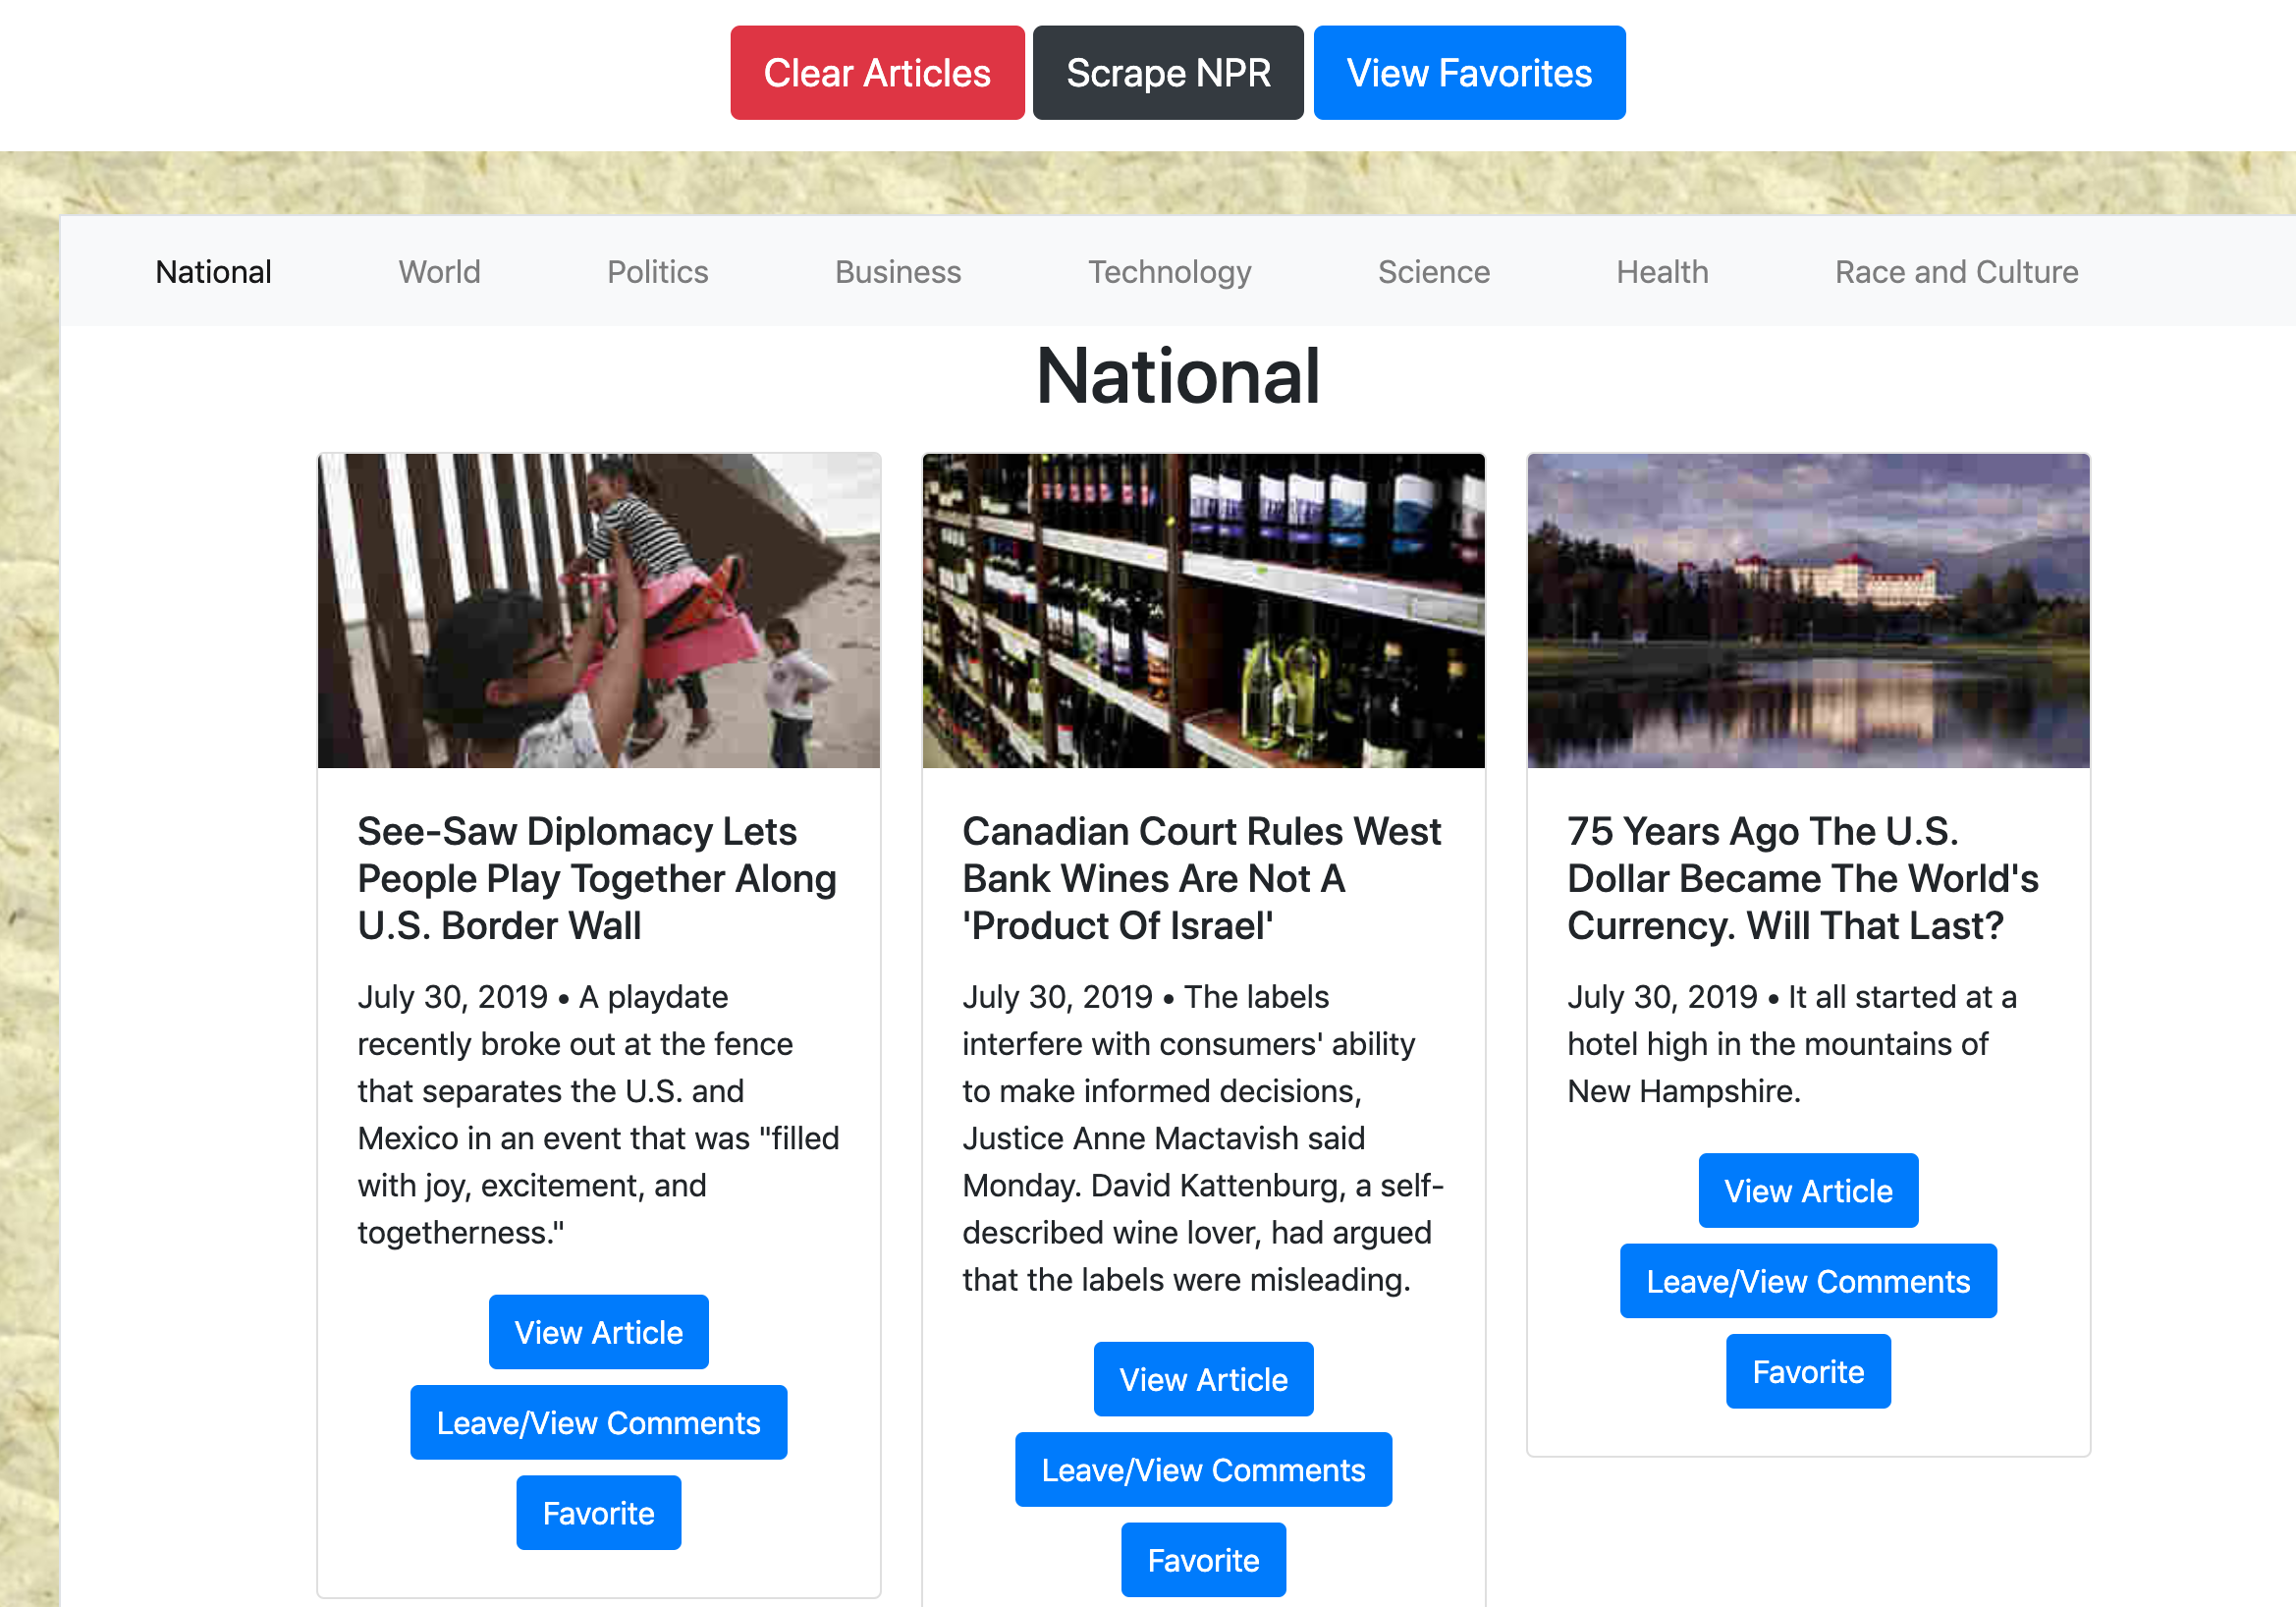 Clear Articles Scrape NPR View Favorites
National World Politics Business Technology Science Health Race and Culture
National
See-Saw Diplomacy Lets
People Play Together Along
U.S. Border Wall
July 30, 2019 • A playdate
recently broke out at the fence
that separates the U.S. and
Mexico in an event that was "filled
with joy, excitement, and
togetherness."
View Article
Leave/View Comments
Favorite
Canadian Court Rules West
Bank Wines Are Not A
'Product Of Israel'
July 30, 2019 • The labels
interfere with consumers' ability
to make informed decisions,
Justice Anne Mactavish said
Monday. David Kattenburg, a self-
described wine lover, had argued
that the labels were misleading.
View Article
Leave/View Comments
Favorite
75 Years Ago The U.S.
Dollar Became The World's
Currency. Will That Last?
July 30, 2019 • It all started at a
hotel high in the mountains of
New Hampshire.
View Article
Leave/View Comments
Favorite